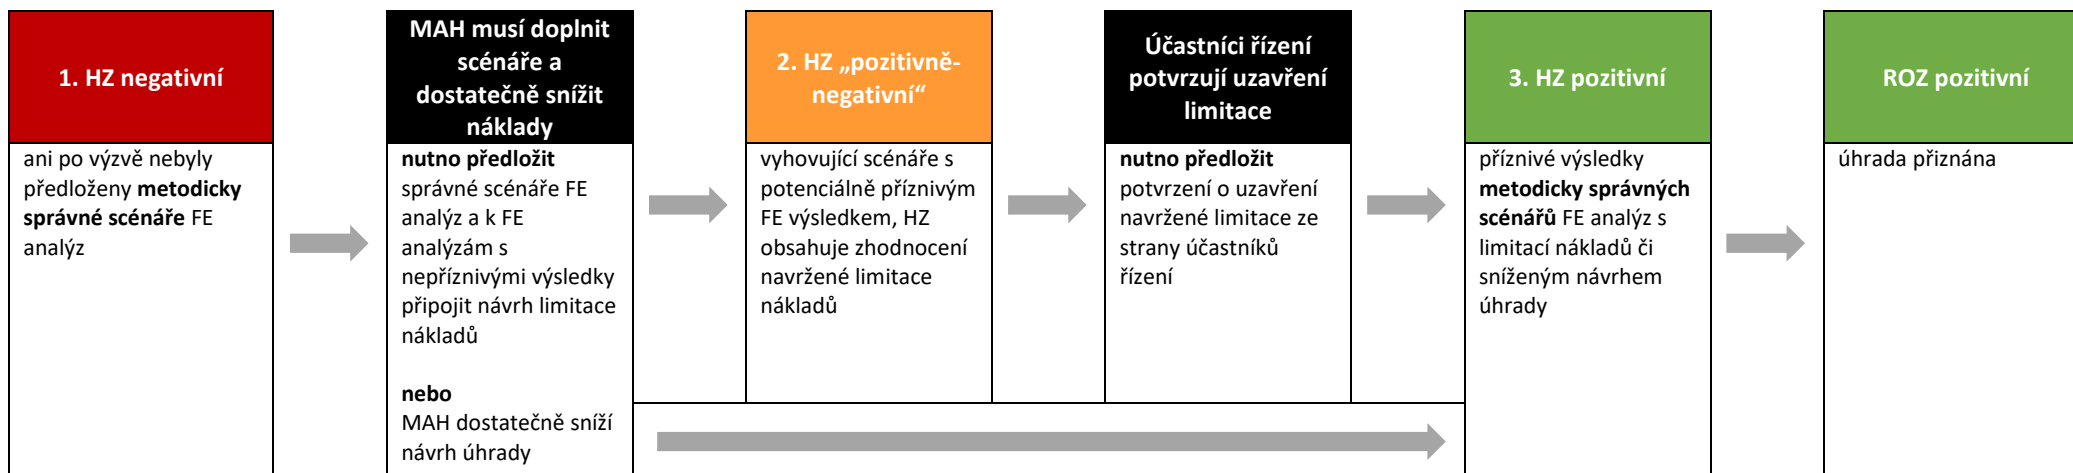 1. HZ negativní
ani po výzvě nebyly
předloženy metodicky
správné scénáře FE
analýz
MAH musí doplnit
scénáře a
dostatečně snížit
náklady
nutno předložit
správné scénáře FE
analýz a k FE
analýzám s
nepříznivými výsledky
připojit návrh limitace
nákladů
nebo
MAH dostatečně sníží
návrh úhrady
2. HZ „pozitivně-
negativní“
vyhovující scénáře s
potenciálně příznivým
FE výsledkem, HZ
obsahuje zhodnocení
navržené limitace
nákladů
Účastníci řízení
potvrzují uzavření
limitace
nutno předložit
potvrzení o uzavření
navržené limitace ze
strany účastníků
řízení
3. HZ pozitivní
příznivé výsledky
metodicky správných
scénářů FE analýz s
limitací nákladů či
sníženým návrhem
úhrady
ROZ pozitivní
úhrada přiznána